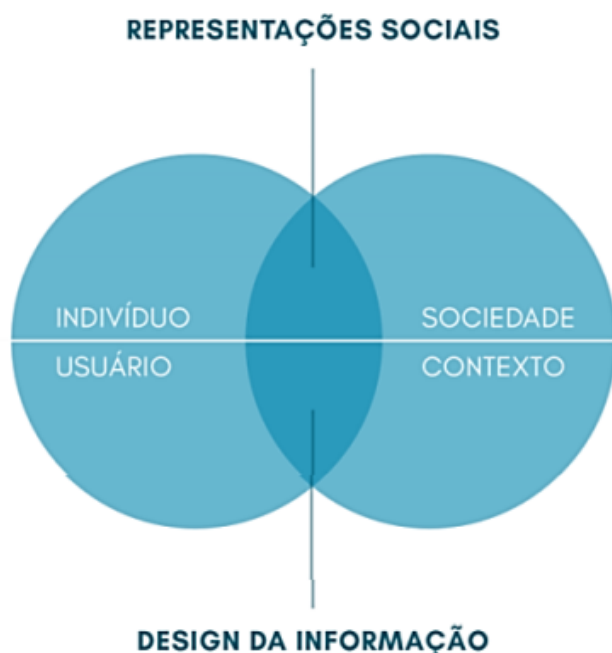 REPRESENTAÇÕES SOCIAIS
INDIVÍDUO
SOCIEDADE
USUÁRIO
CONTEXTO
DESIGN DA INFORMAÇÃO